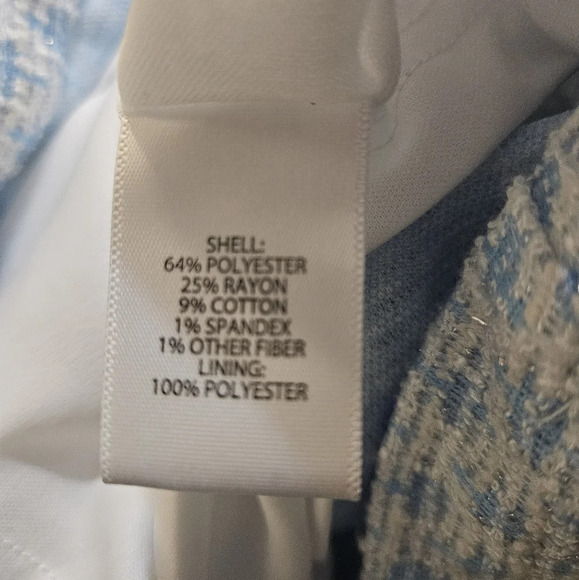 SHELL:
64% POLYESTER
25% RAYON
9% COTTON
1% SPANDEX
1% OTHER FIBER
LINING:
100% POLYESTER